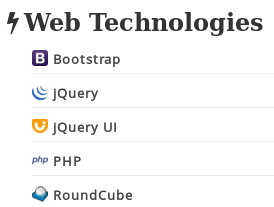 Web Technologies
B Bootstrap
jQuery
jQuery UI
php PHP
RoundCube